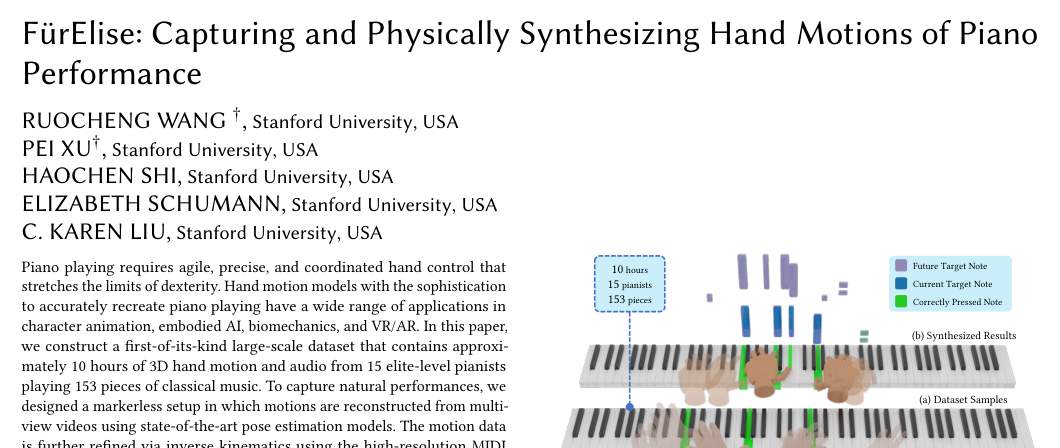 FürElise: Capturing and Physically Synthesizing Hand Motions of Piano
Performance
RUOCHENG WANG †, Stanford University, USA
PEI XU†, Stanford University, USA
HAOCHEN SHI, Stanford University, USA
ELIZABETH SCHUMANN, Stanford University, USA
C. KAREN LIU, Stanford University, USA
Piano playing requires agile, precise, and coordinated hand control that
stretches the limits of dexterity. Hand motion models with the sophistication
to accurately recreate piano playing have a wide range of applications in
character animation, embodied AI, biomechanics, and VR/AR. In this paper,
we construct a first-of-its-kind large-scale dataset that contains approxi-
mately 10 hours of 3D hand motion and audio from 15 elite-level pianists
playing 153 pieces of classical music. To capture natural performances, we
designed a markerless setup in which motions are reconstructed from multi-
view videos using state-of-the-art pose estimation models. The motion data
is further refined via inverse kinematics using the high-resolution MIDI
10 hours
15 pianists
153 pieces
Future Target Note
Current Target Note
Correctly Pressed Note
(b) Synthesized Results
(a) Dataset Samples